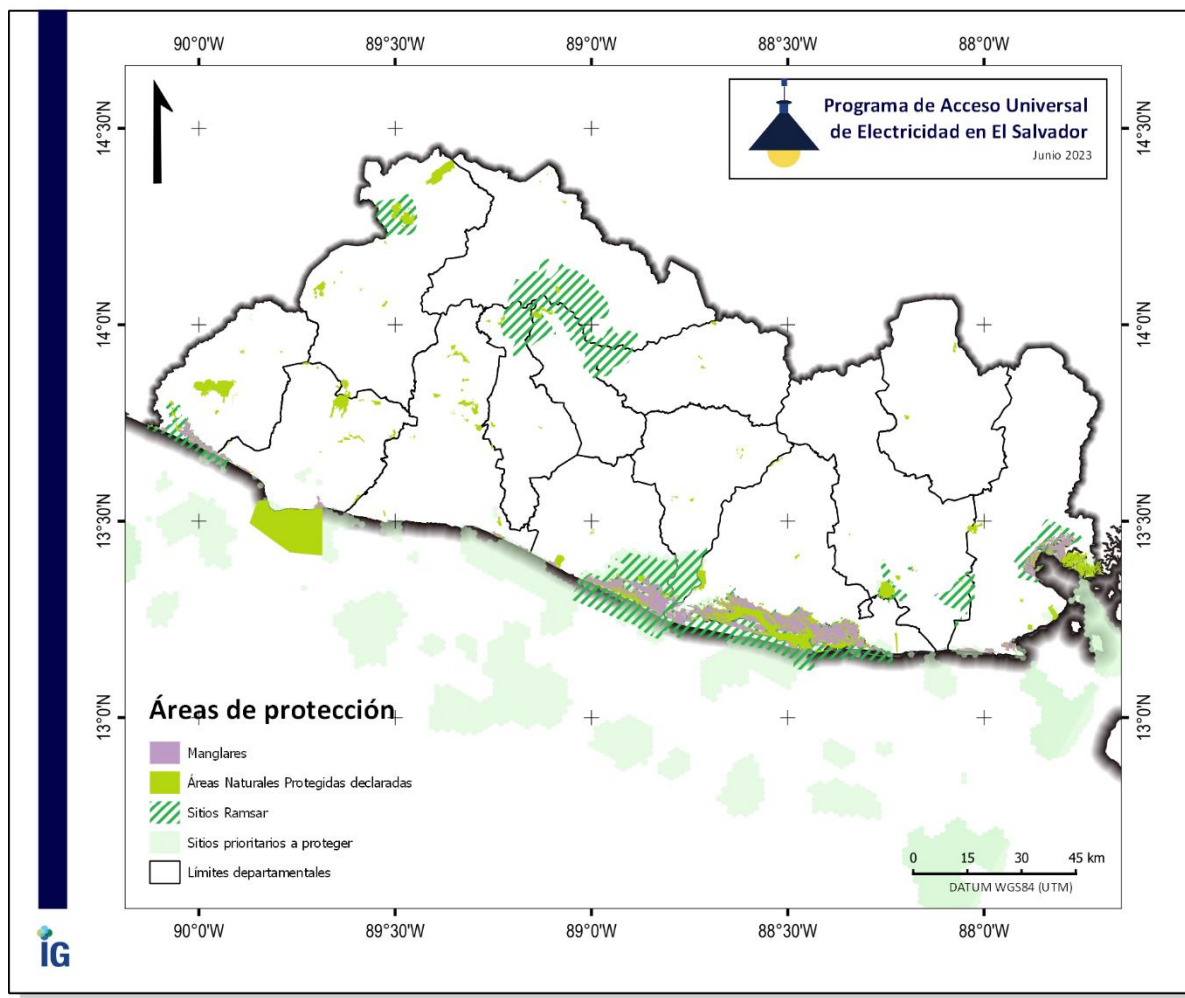 90°0'W 89°30'W 89°0'W 88°30'W 88°0'W
Programa de Acceso Universal
de Electricidad en El Salvador
Junio 2023
14°30'N 14°30'N
14°0'N 14°0'N
13°30'N 13°30'N
13°0'N 13°0'N
Áreas de protección
Manglares
Áreas Naturales Protegidas declaradas
Sitios Ramsar
Sitios prioritarios a proteger
Límites departamentales
0 15 30 45 km
DATUM WGS84 (UTM)
90°0'W 89°30'W 89°0'W 88°30'W 88°0'W
IG